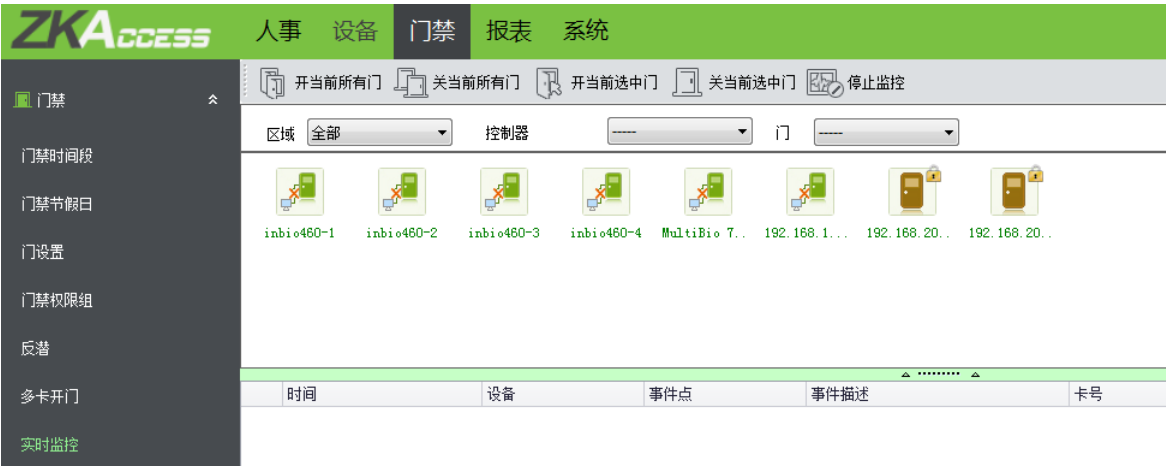 ZKAccess 人事 设备 门禁 报表 系统
门禁
开当前所有门 关当前所有门 开当前选中门 关当前选中门 停止监控
区域 全部 控制器 ----- 门 -----
门禁时间段
门禁节假日
门设置
门禁权限组
反潜
多卡开门
实时监控
inbio460-1 inbio460-2 inbio460-3 inbio460-4 MultiBio 7.. 192.168.1... 192.168.20.. 192.168.20..
时间 设备 事件点 事件描述 卡号